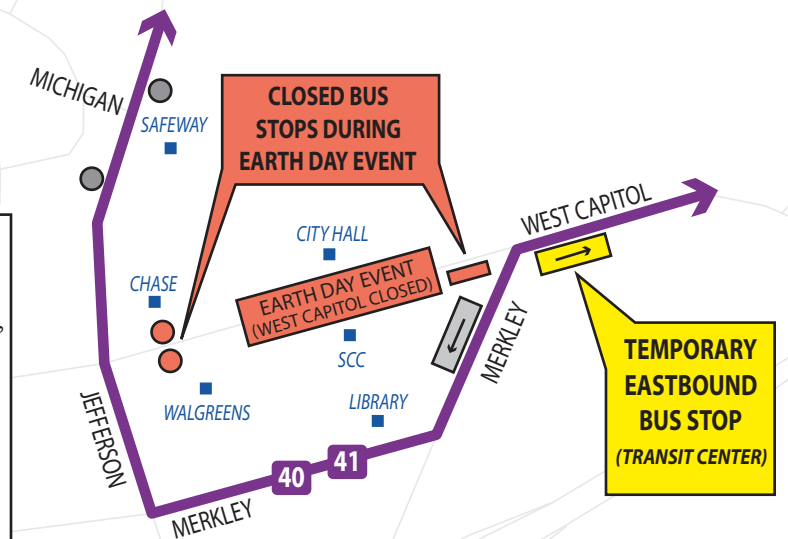 MICHIGAN
SAFEWAY
CLOSED BUS
STOPS DURING
EARTH DAY EVENT
WEST CAPITOL
CITY HALL
EARTH DAY EVENT
(WEST CAPITOL CLOSED)
CHASE
SCC
MERKLEY
WALGREENS
LIBRARY
JEFFERSON
40
41
MERKLEY
TEMPORARY
EASTBOUND
BUS STOP
(TRANSIT CENTER)